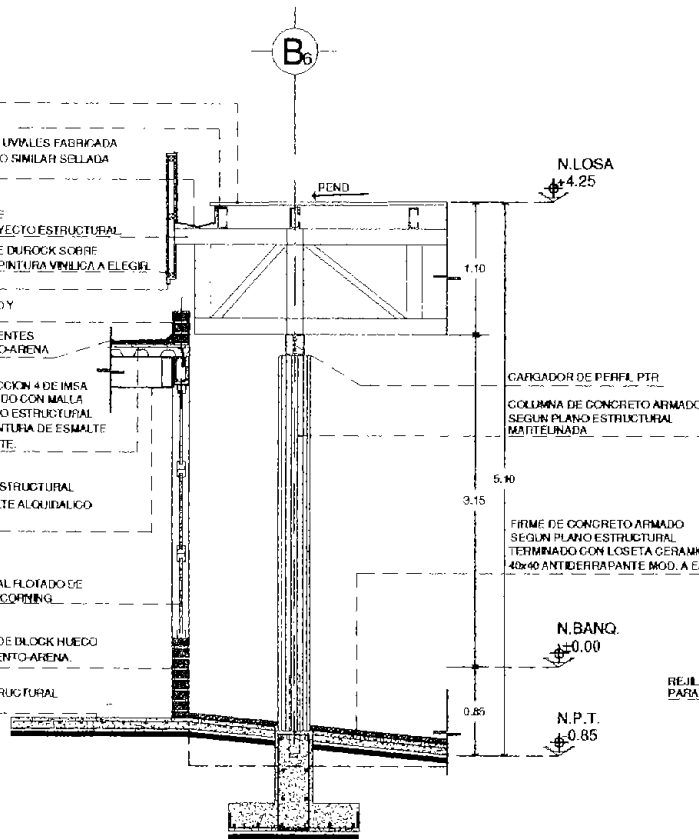 B6
UVIALES FABRICADA
O SIMILAR SELLADA
PEND
N.LOSA
+4.25
YECTO ESTRUCTURAL
E DUROCK SOBRE
PINTURA VINILICA A ELEGIR.
1.10
O Y
ENTES
O-ARENA
CCION 4 DE IMSA
DO CON MALLA
O ESTRUCTURAL
NTURA DE ESMALTE
TE.
CARGADOR DE PERFIL PTR
COLUMNA DE CONCRETO ARMADO
SEGUN PLANO ESTRUCTURAL
MARTELINADA
STRUCTURAL
TE ALQUIDALICO
5.10
3.15
FIRME DE CONCRETO ARMADO
SEGUN PLANO ESTRUCTURAL
TERMINADO CON LOSETA CERAMI
40x40 ANTIDERRAPANTE MOD. A E
AL FLOTADO DE
CORNING
N.BANQ.
+0.00
DE BLOCK HUECO
ENTO-ARENA.
RUCTURAL
REJIL
PARA
0.85
N.P.T.
-0.85